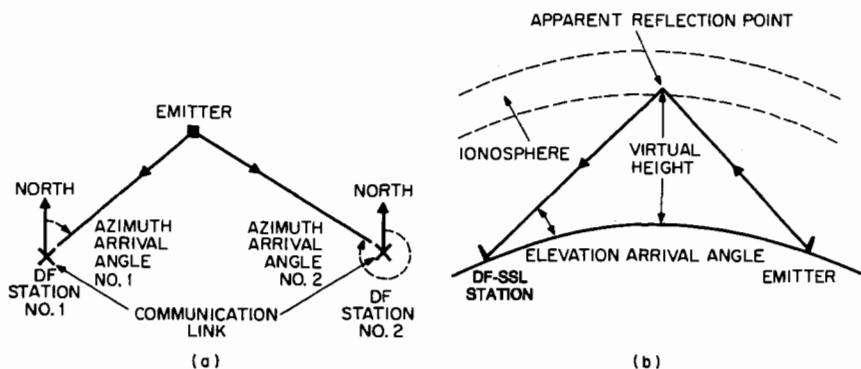 EMITTER
NORTH
AZIMUTH
ARRIVAL
ANGLE
NO. 1
DF
STATION
NO. 1
NORTH
AZIMUTH
ARRIVAL
ANGLE
NO. 2
DF
STATION
NO. 2
COMMUNICATION
LINK
(a)
APPARENT REFLECTION POINT
IONOSPHERE
VIRTUAL
HEIGHT
ELEVATION ARRIVAL ANGLE
DF-SSL
STATION
EMITTER
(b)